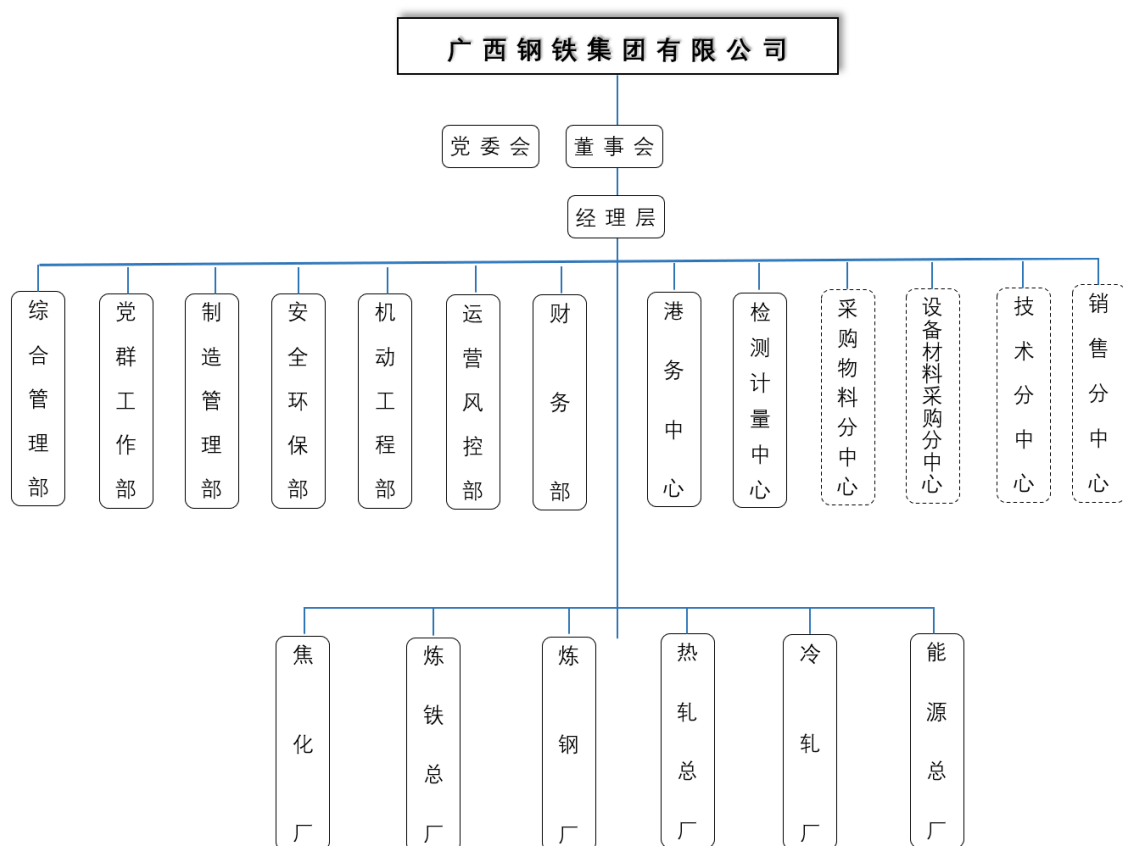 广西钢铁集团有限公司
党委会
董事会
经理层
综合管理部
党群工作部
制造管理部
安全环保部
机动工程部
运营风控部
财务部
港务中心
检测计量中心
采购物料分中心
设备材料采购分中心
技术分中心
销售分中心
焦化厂
炼铁总厂
炼钢厂
热轧总厂
冷轧厂
能源总厂